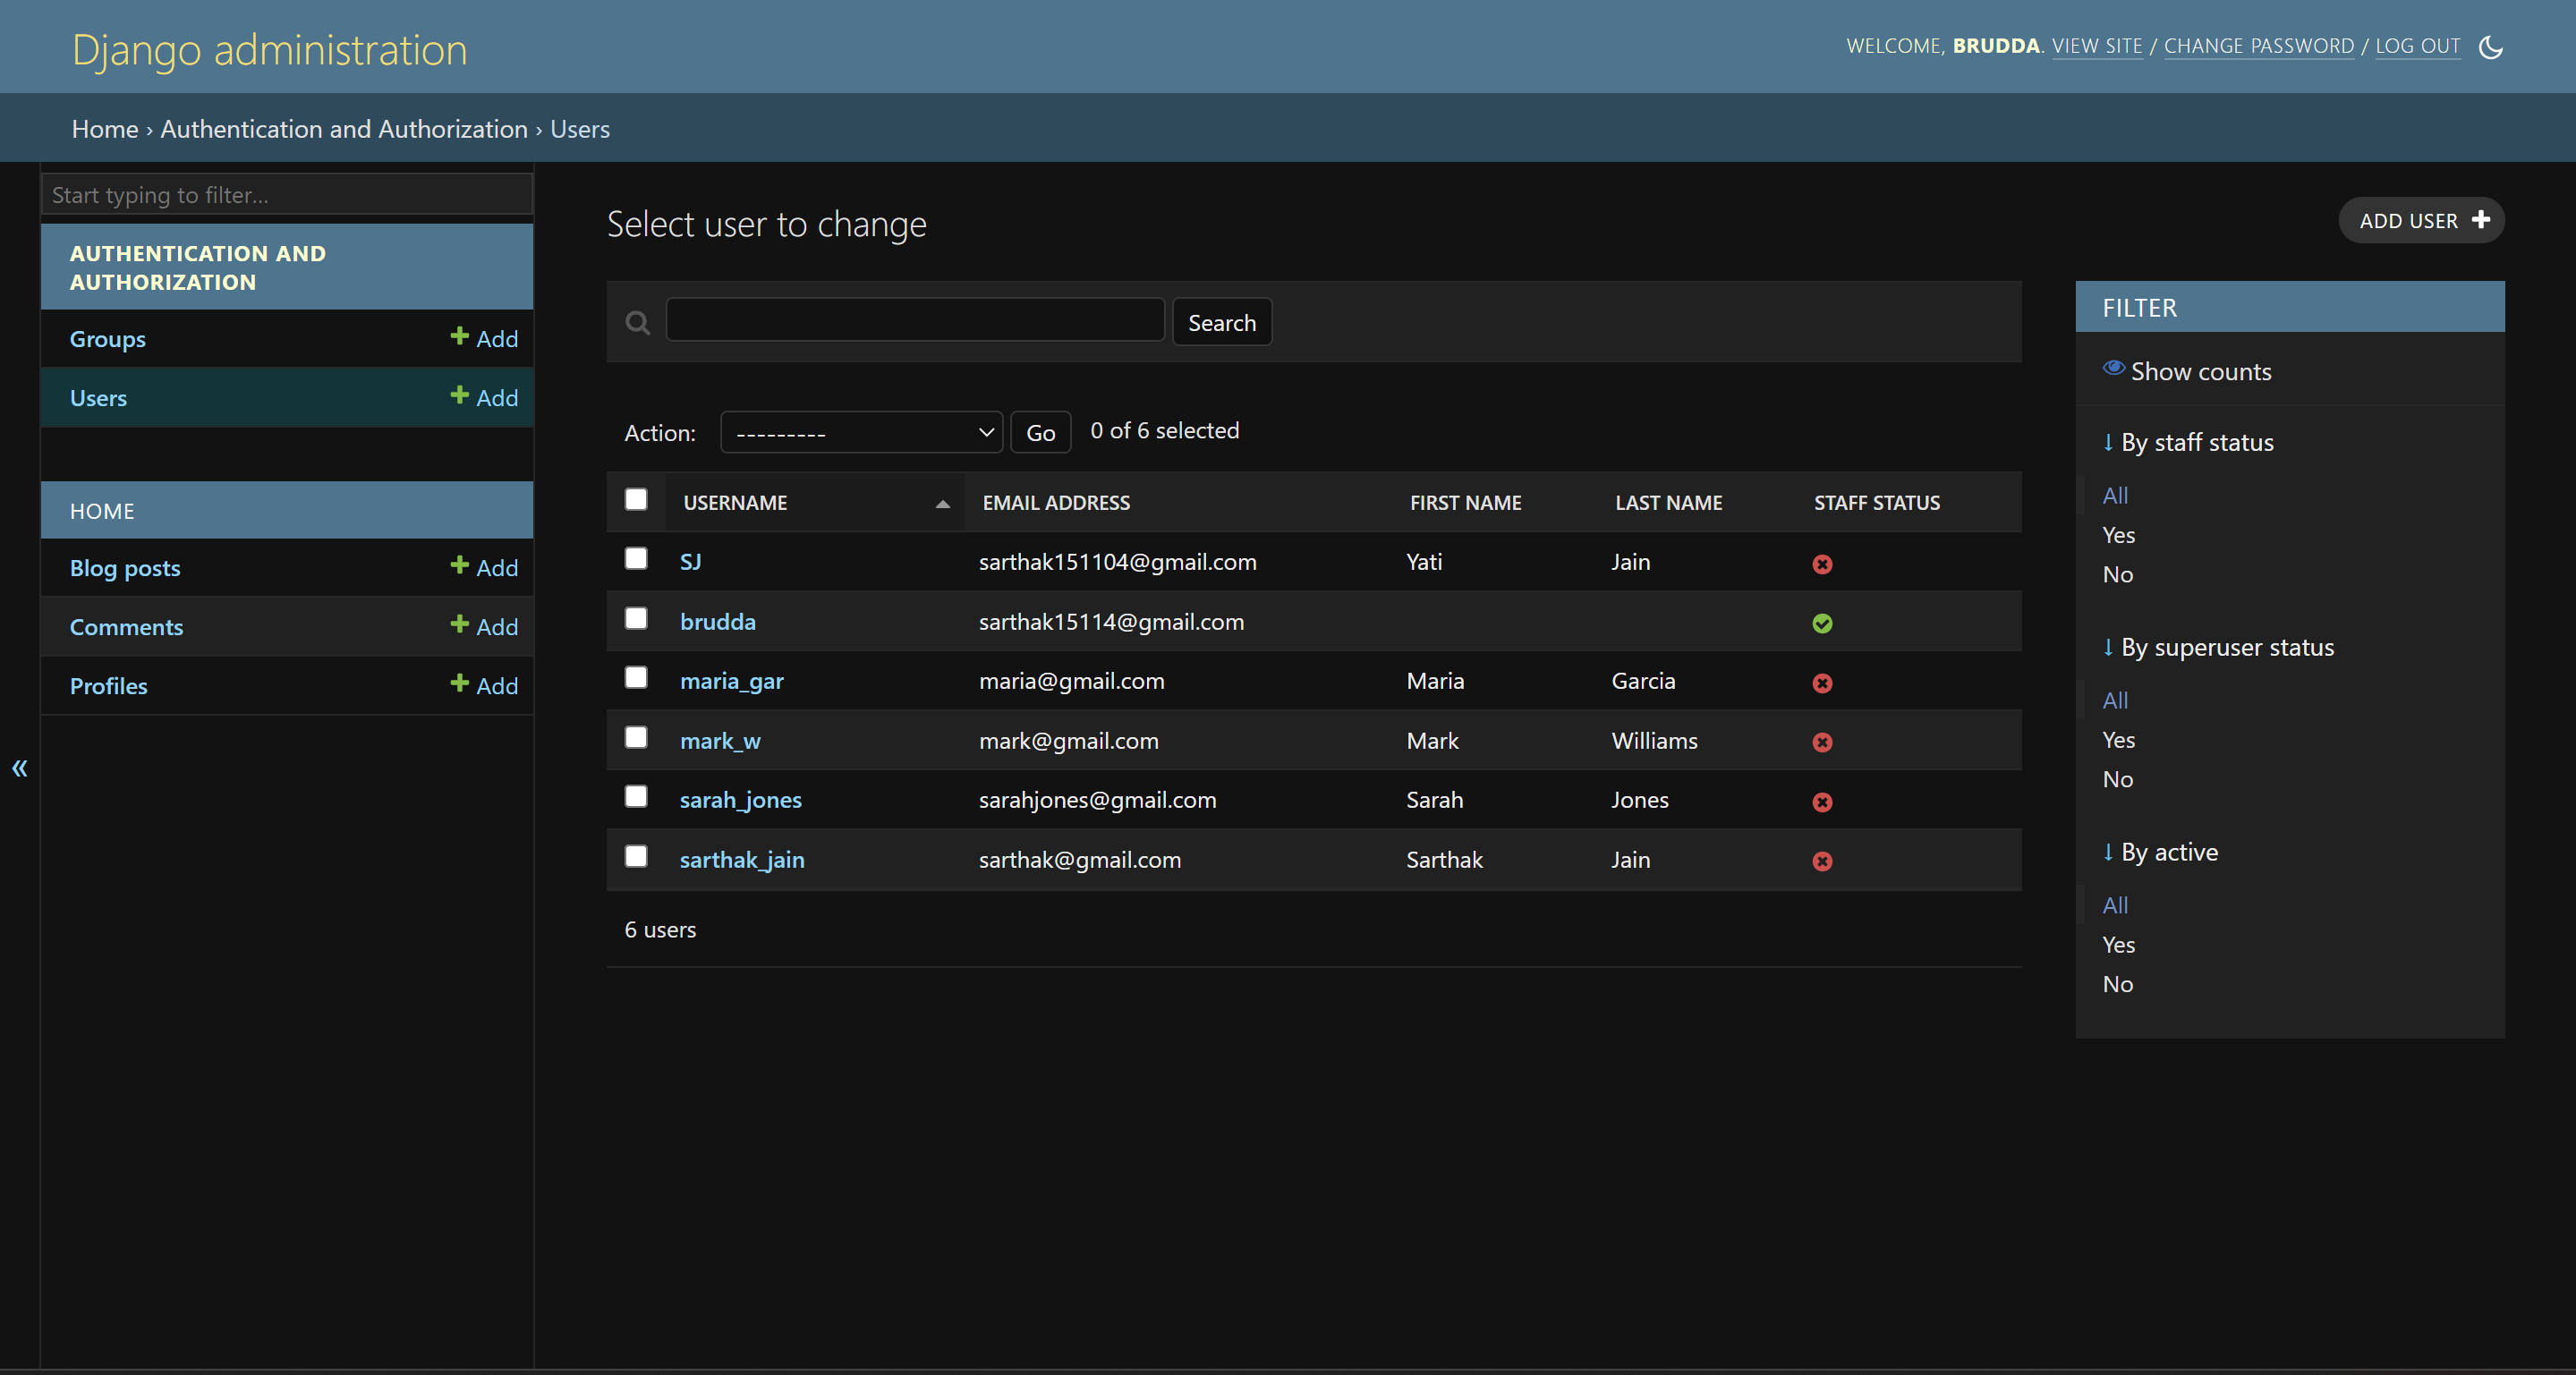 Django administration
WELCOME, BRUDDA. VIEW SITE / CHANGE PASSWORD / LOG OUT
Home › Authentication and Authorization › Users
Start typing to filter...
AUTHENTICATION AND
AUTHORIZATION
Groups
Add
Users
Add
HOME
Blog posts
Add
Comments
Add
Profiles
Add
«
Select user to change
ADD USER
Search
Action: --------- Go 0 of 6 selected
USERNAME EMAIL ADDRESS FIRST NAME LAST NAME STAFF STATUS
SJ sarthak151104@gmail.com Yati Jain
brudda sarthak15114@gmail.com
maria_gar maria@gmail.com Maria Garcia
mark_w mark@gmail.com Mark Williams
sarah_jones sarahjones@gmail.com Sarah Jones
sarthak_jain sarthak@gmail.com Sarthak Jain
6 users
FILTER
Show counts
↓ By staff status
All
Yes
No
↓ By superuser status
All
Yes
No
↓ By active
All
Yes
No